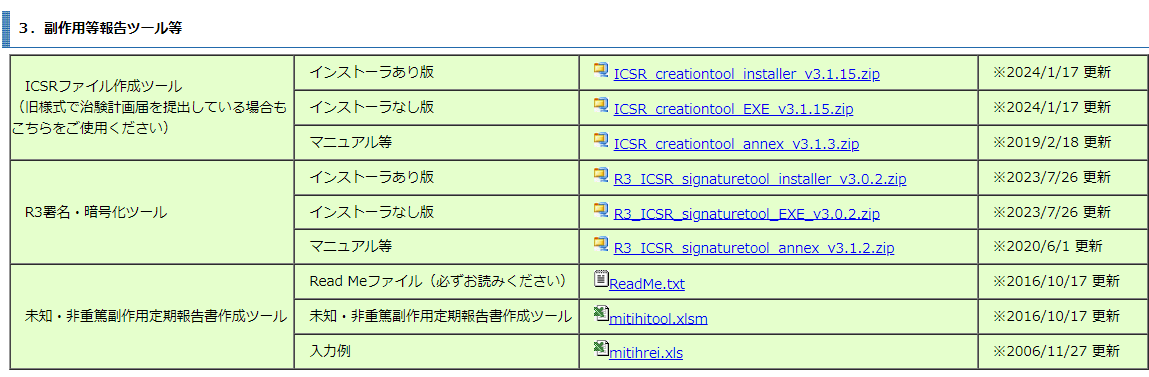 ３．副作用等報告ツール等
ICSRファイル作成ツール
（旧様式で治験計画届を提出している場合も
こちらをご使用ください）
インストーラあり版 ICSR_creationtool_installer_v3.1.15.zip ※2024/1/17 更新
インストーラなし版 ICSR_creationtool_EXE_v3.1.15.zip ※2024/1/17 更新
マニュアル等 ICSR_creationtool_annex_v3.1.3.zip ※2019/2/18 更新
R3署名・暗号化ツール
インストーラあり版 R3_ICSR_signaturetool_installer_v3.0.2.zip ※2023/7/26 更新
インストーラなし版 R3_ICSR_signaturetool_EXE_v3.0.2.zip ※2023/7/26 更新
マニュアル等 R3_ICSR_signaturetool_annex_v3.1.2.zip ※2020/6/1 更新
未知・非重篤副作用定期報告書作成ツール
Read Meファイル（必ずお読みください） ReadMe.txt ※2016/10/17 更新
未知・非重篤副作用定期報告書作成ツール mitihitool.xlsm ※2016/10/17 更新
入力例 mitihrei.xls ※2006/11/27 更新